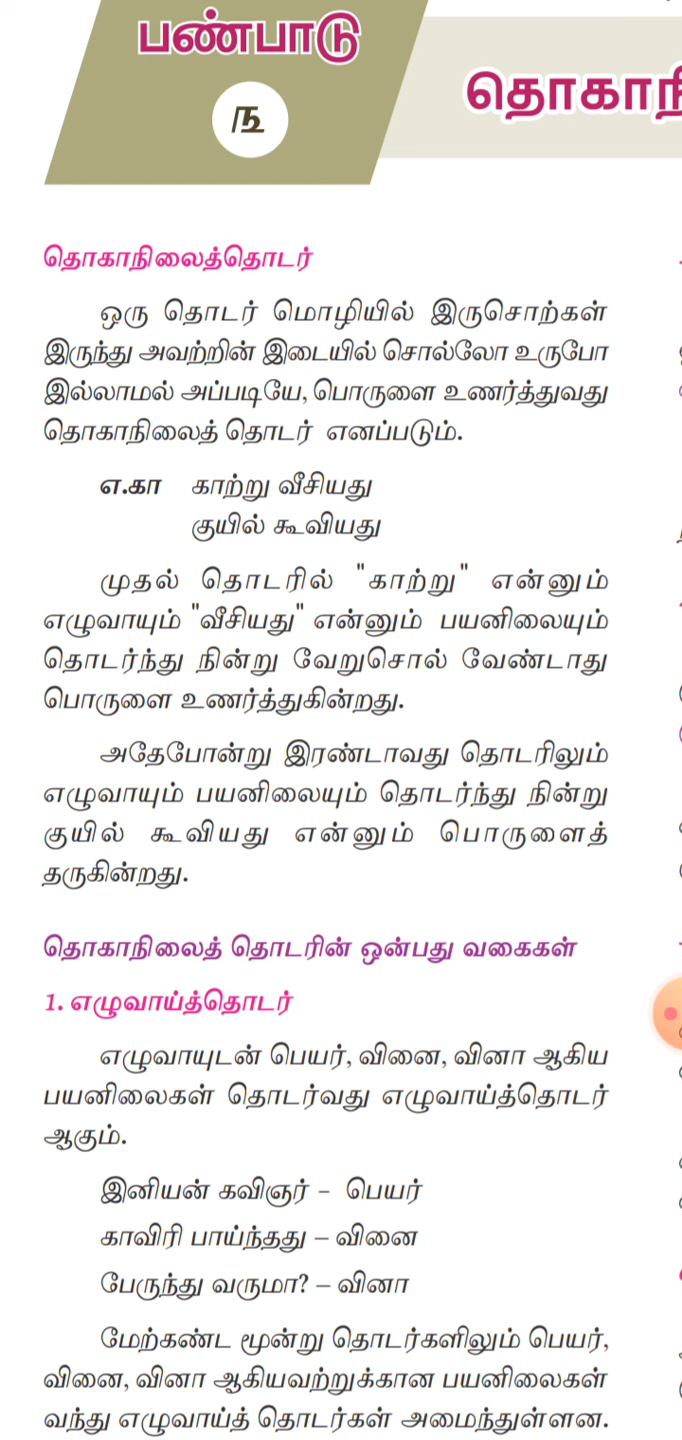 பண்பாடு
௩
தொகாநி
தொகாநிலைத்தொடர்
ஒரு தொடர் மொழியில் இருசொற்கள்
இருந்து அவற்றின் இடையில் சொல்லோ உருபோ
இல்லாமல் அப்படியே, பொருளை உணர்த்துவது
தொகாநிலைத் தொடர் எனப்படும்.
எ.கா காற்று வீசியது
குயில் கூவியது
முதல் தொடரில் "காற்று" என்னும்
எழுவாயும் "வீசியது" என்னும் பயனிலையும்
தொடர்ந்து நின்று வேறுசொல் வேண்டாது
பொருளை உணர்த்துகின்றது.
அதேபோன்று இரண்டாவது தொடரிலும்
எழுவாயும் பயனிலையும் தொடர்ந்து நின்று
குயில் கூவியது என்னும் பொருளைத்
தருகின்றது.
தொகாநிலைத் தொடரின் ஒன்பது வகைகள்
1. எழுவாய்த்தொடர்
எழுவாயுடன் பெயர், வினை, வினா ஆகிய
பயனிலைகள் தொடர்வது எழுவாய்த்தொடர்
ஆகும்.
இனியன் கவிஞர் – பெயர்
காவிரி பாய்ந்தது – வினை
பேருந்து வருமா? – வினா
மேற்கண்ட மூன்று தொடர்களிலும் பெயர்,
வினை, வினா ஆகியவற்றுக்கான பயனிலைகள்
வந்து எழுவாய்த் தொடர்கள் அமைந்துள்ளன.